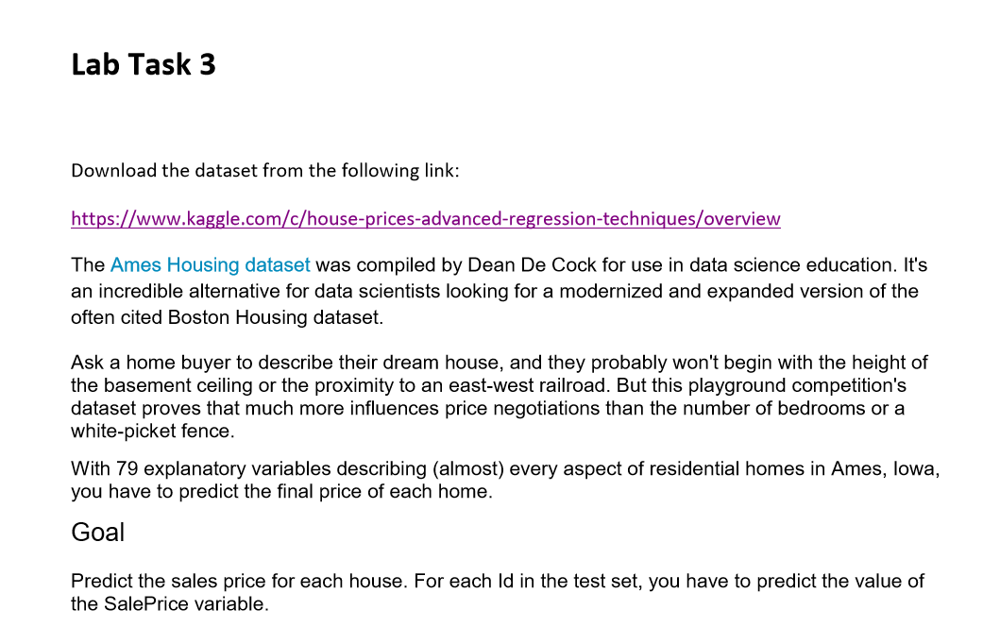 Lab Task 3
Download the dataset from the following link:
https://www.kaggle.com/c/house-prices-advanced-regression-techniques/overview
The Ames Housing dataset was compiled by Dean De Cock for use in data science education. It's
an incredible alternative for data scientists looking for a modernized and expanded version of the
often cited Boston Housing dataset.
Ask a home buyer to describe their dream house, and they probably won't begin with the height of
the basement ceiling or the proximity to an east-west railroad. But this playground competition's
dataset proves that much more influences price negotiations than the number of bedrooms or a
white-picket fence.
With 79 explanatory variables describing (almost) every aspect of residential homes in Ames, Iowa,
you have to predict the final price of each home.
Goal
Predict the sales price for each house. For each Id in the test set, you have to predict the value of
the SalePrice variable.